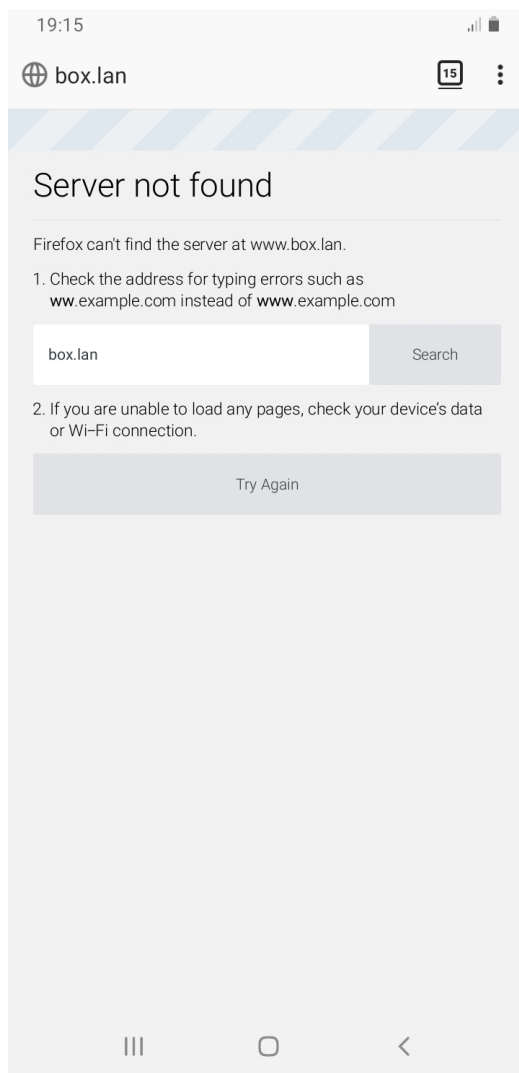 19:15
box.lan
15
Server not found
Firefox can't find the server at www.box.lan.
1. Check the address for typing errors such as
ww.example.com instead of www.example.com
box.lan
Search
2. If you are unable to load any pages, check your device’s data
or Wi-Fi connection.
Try Again